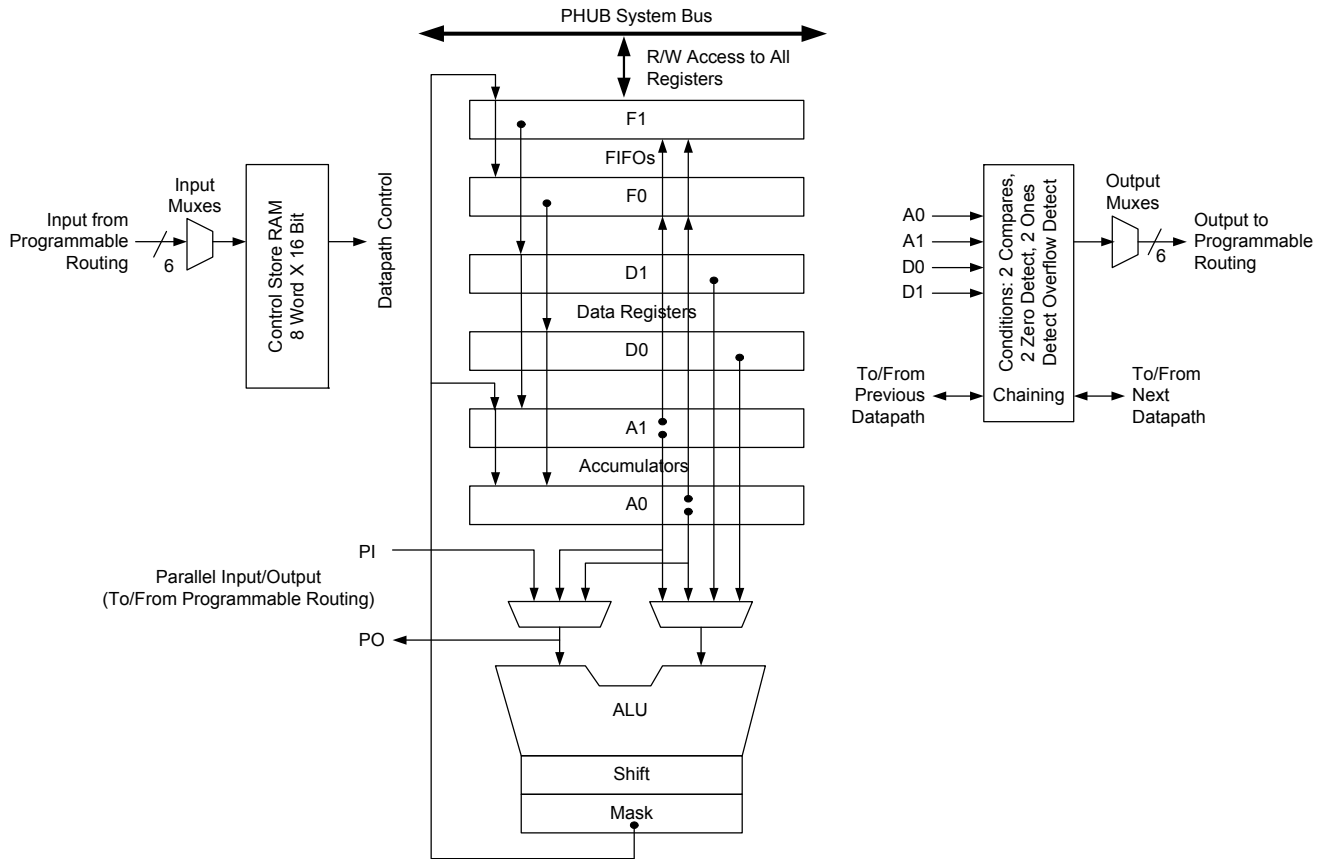 PHUB System Bus
R/W Access to All
Registers
F1
FIFOs
F0
D1
Data Registers
D0
A1
Accumulators
A0
Input from
Programmable
Routing
6
Input
Muxes
Control Store RAM
8 Word X 16 Bit
Datapath Control
A0
A1
D0
D1
Conditions: 2 Compares,
2 Zero Detect, 2 Ones
Detect Overflow Detect
Output
Muxes
6
Output to
Programmable
Routing
To/From
Previous
Datapath
Chaining
To/From
Next
Datapath
PI
Parallel Input/Output
(To/From Programmable Routing)
PO
ALU
Shift
Mask